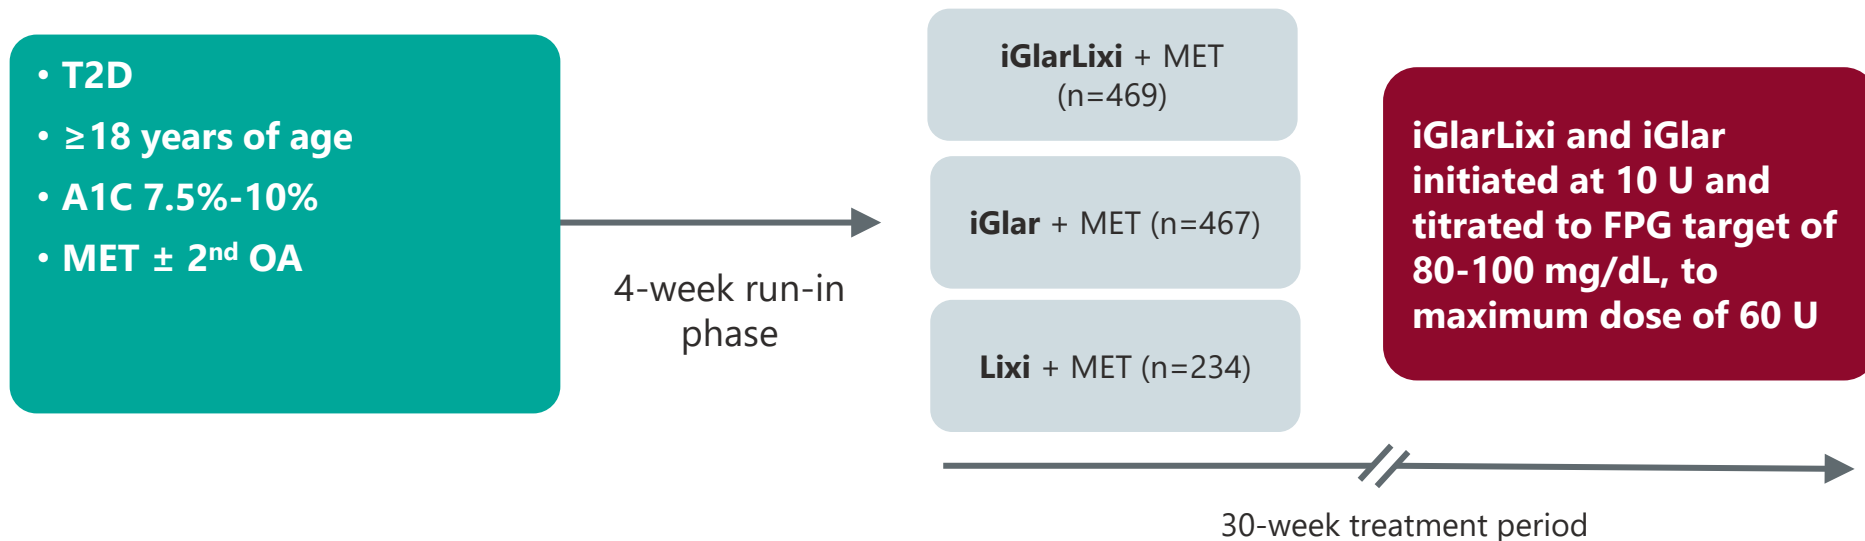 • T2D
• ≥18 years of age
• A1C 7.5%-10%
• MET ± 2nd OA
4-week run-in
phase
iGlarLixi + MET
(n=469)
iGlar + MET (n=467)
Lixi + MET (n=234)
iGlarLixi and iGlar
initiated at 10 U and
titrated to FPG target of
80-100 mg/dL, to
maximum dose of 60 U
30-week treatment period